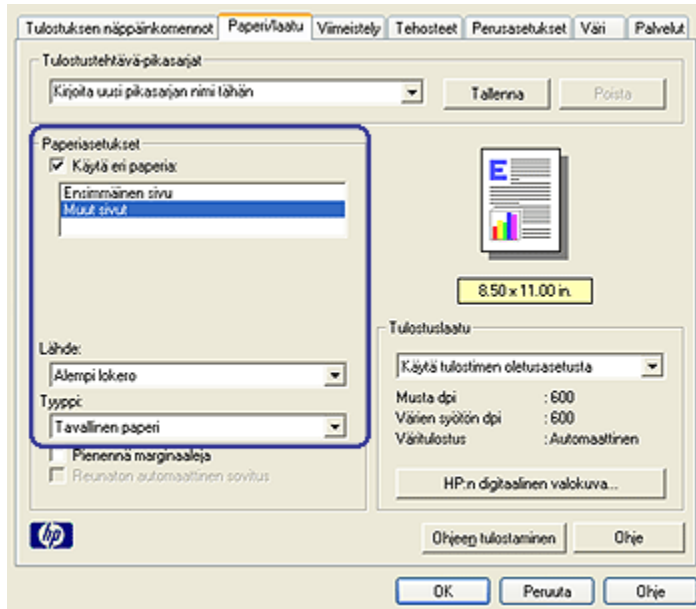 Tulostuksen näppäinkomennot Paperi/laatu Viimeistely Tehosteet Perusasetukset Väri Palvelut
Tulostustehtävä-pikasarjat
Kirjoita uusi pikasarjan nimi tähän
Tallenna
Poista
Paperiasetukset
Käytä eri paperia:
Ensimmäinen sivu
Muut sivut
E
8.50 x 11.00 in.
Lähde:
Alempi lokero
Tyyppi:
Tavallinen paperi
Pienennä marginaaleja
Reunaton automaattinen sovitus
Tulostuslaatu
Käytä tulostimen oletusasetusta
Musta dpi : 600
Värien syötön dpi : 600
Väritulostus : Automaattinen
HP:n digitaalinen valokuva...
hp
Ohjeen tulostaminen Ohje
OK Peruuta Ohje